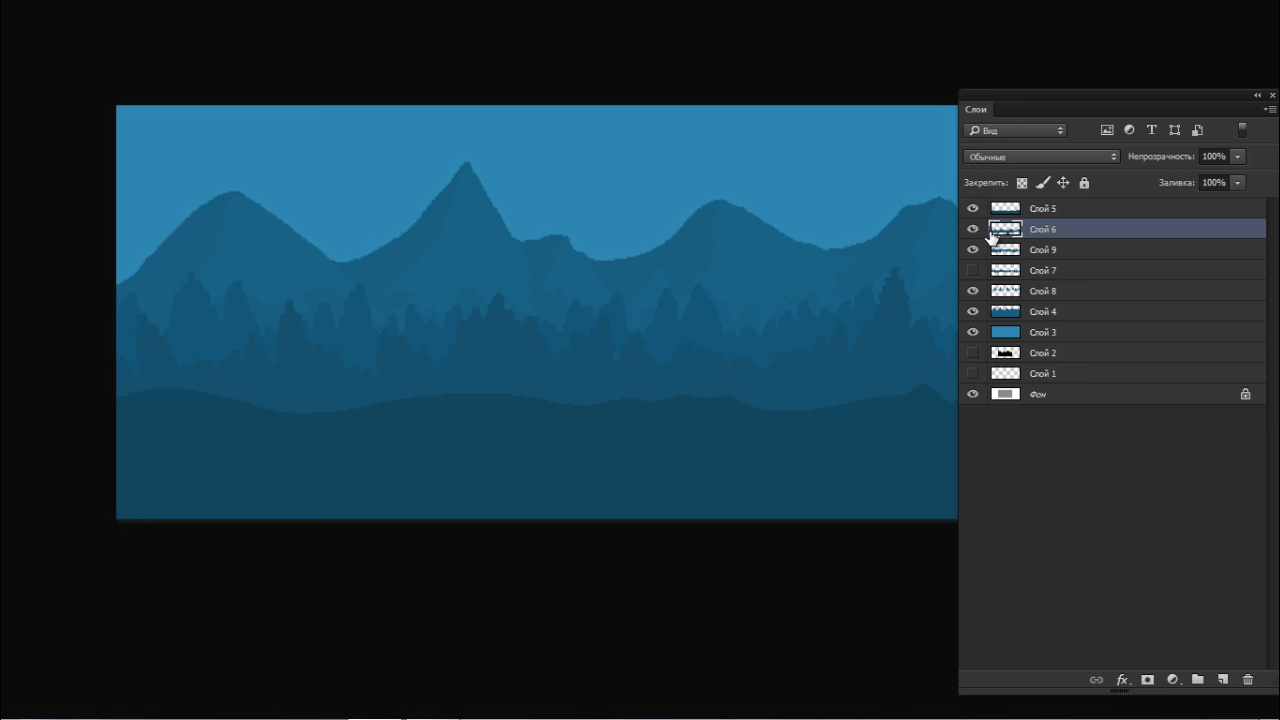 Слои
Вид
Обычные Непрозрачность: 100%
Закрепить: Заливка: 100%
Слой 5
Слой 6
Слой 9
Слой 7
Слой 8
Слой 4
Слой 3
Слой 2
Слой 1
Фон
fx